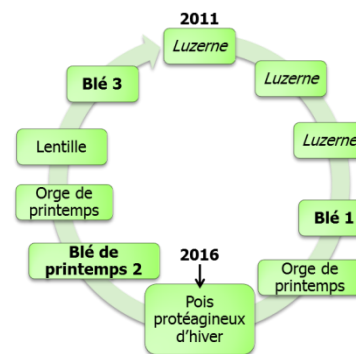 2011
Luzerne
Luzerne
Luzerne
Blé 1
Orge de
printemps
2016
Pois
protéagineux
d'hiver
Blé de
printemps 2
Orge de
printemps
Lentille
Blé 3